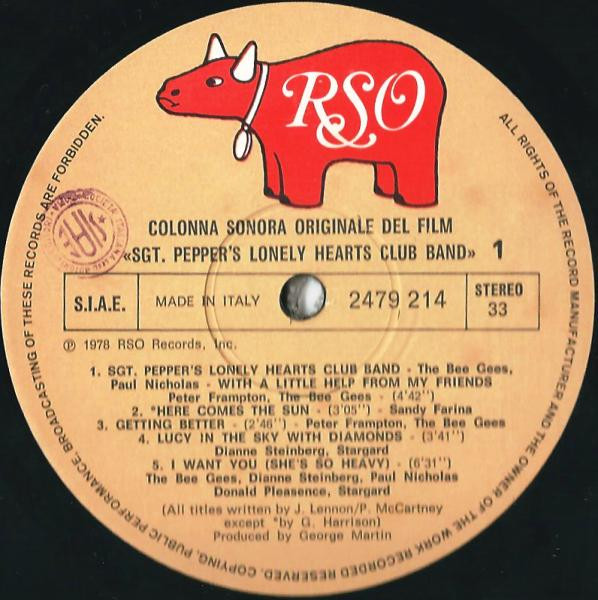 RSO
COLONNA SONORA ORIGINALE DEL FILM
«SGT. PEPPER'S LONELY HEARTS CLUB BAND» 1
S.I.A.E. MADE IN ITALY 2479 214 STEREO
33
℗ 1978 RSO Records, Inc.
1. SGT. PEPPER'S LONELY HEARTS CLUB BAND - The Bee Gees,
Paul Nicholas - WITH A LITTLE HELP FROM MY FRIENDS
Peter Frampton, The Bee Gees - (4'42'')
2. *HERE COMES THE SUN - (3'05'') - Sandy Farina
3. GETTING BETTER - (2'46'') - Peter Frampton, The Bee Gees
4. LUCY IN THE SKY WITH DIAMONDS - (3'41'')
Dianne Steinberg, Stargard
5. I WANT YOU (SHE'S SO HEAVY) - (6'31'')
The Bee Gees, Dianne Steinberg, Paul Nicholas
Donald Pleasence, Stargard
(All titles written by J. Lennon/P. McCartney
except *by G. Harrison)
Produced by George Martin
ALL RIGHTS OF THE RECORD MANUFACTURER AND THE OWNER OF THE WORK RECORDED RESERVED. COPYING, PUBLIC PERFORMANCE, BROADCASTING OF THESE RECORDS ARE FORBIDDEN.